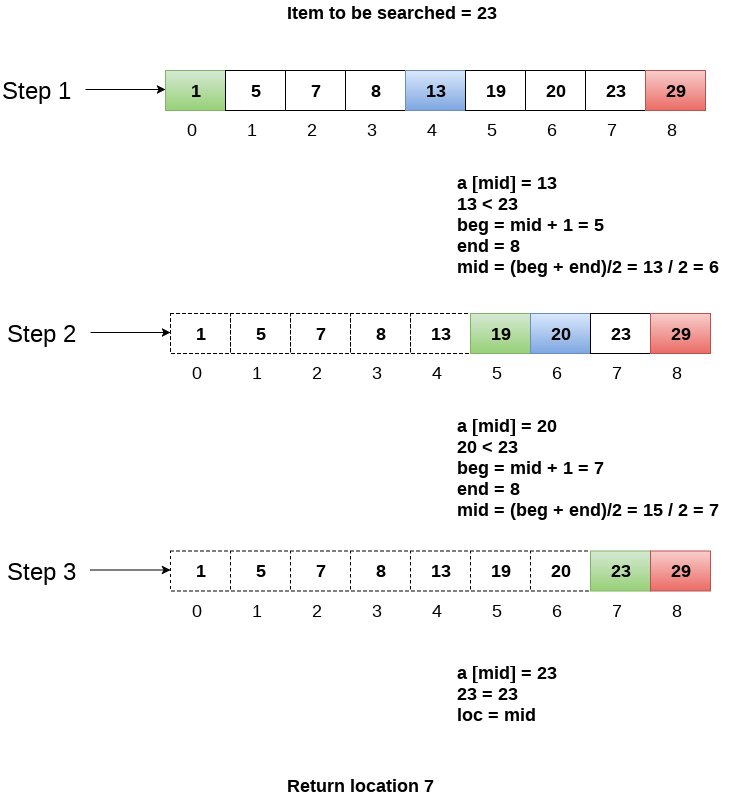 Item to be searched = 23
Step 1
1 5 7 8 13 19 20 23 29
0 1 2 3 4 5 6 7 8
a [mid] = 13
13 < 23
beg = mid + 1 = 5
end = 8
mid = (beg + end)/2 = 13 / 2 = 6
Step 2
1 5 7 8 13 19 20 23 29
0 1 2 3 4 5 6 7 8
a [mid] = 20
20 < 23
beg = mid + 1 = 7
end = 8
mid = (beg + end)/2 = 15 / 2 = 7
Step 3
1 5 7 8 13 19 20 23 29
0 1 2 3 4 5 6 7 8
a [mid] = 23
23 = 23
loc = mid
Return location 7